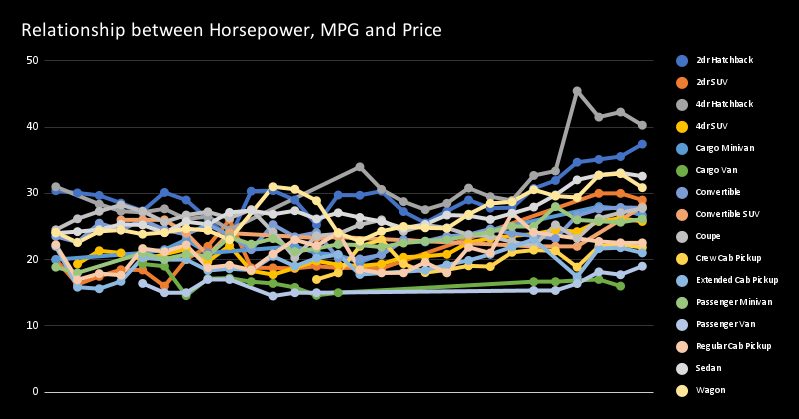 Relationship between Horsepower, MPG and Price
50
40
30
20
10
0
2dr Hatchback
2dr SUV
4dr Hatchback
4dr SUV
Cargo Minivan
Cargo Van
Convertible
Convertible SUV
Coupe
Crew Cab Pickup
Extended Cab Pickup
Passenger Minivan
Passenger Van
Regular Cab Pickup
Sedan
Wagon